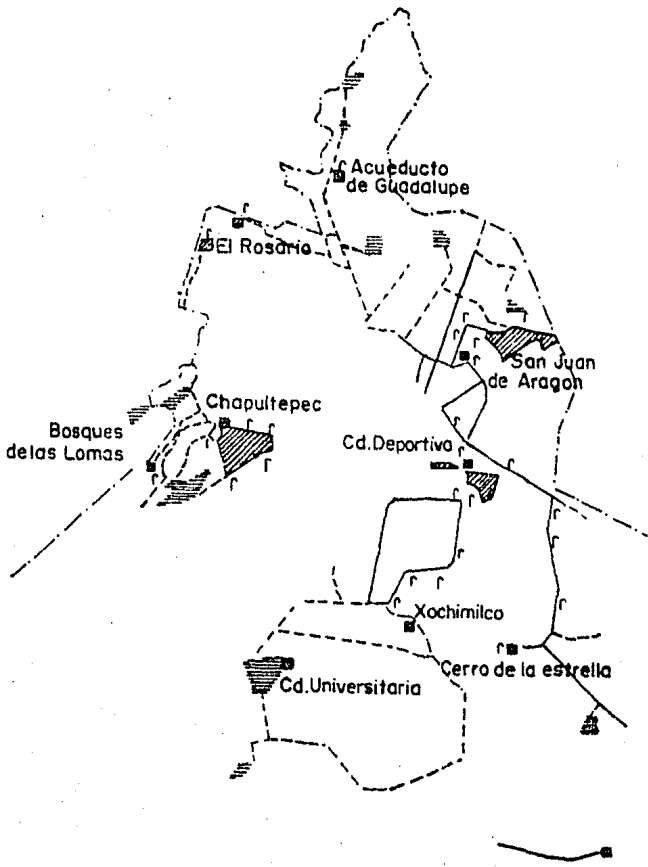 Acueducto
de Guadalupe
El Rosario
San Juan
de Aragon
Chapultepec
Bosques
delas Lomas
Cd.Deportiva
Xochimilco
Cerro de la estrella
Cd.Universitaria